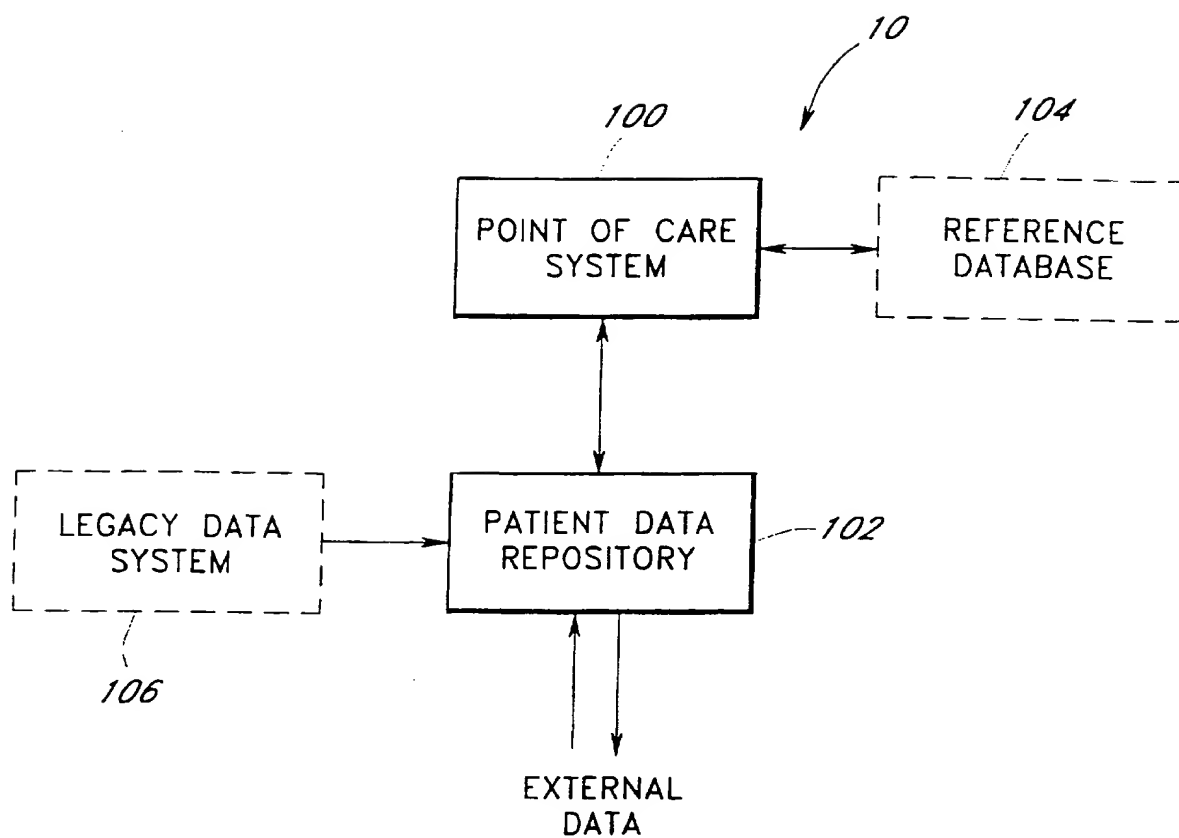 10
100
104
POINT OF CARE
SYSTEM
REFERENCE
DATABASE
LEGACY DATA
SYSTEM
PATIENT DATA
REPOSITORY
102
106
EXTERNAL
DATA